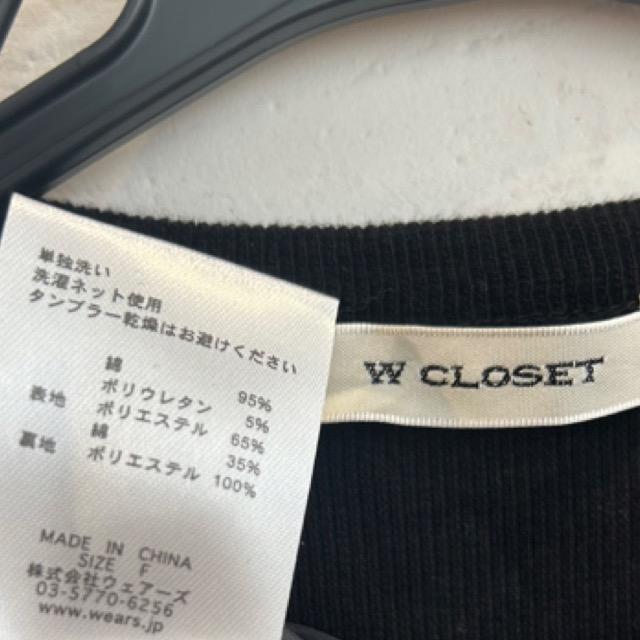 単独洗い
洗濯ネット使用
タンブラー乾燥はお避けください
綿 95%
ポリウレタン 5%
表地 ポリエステル 65%
綿 35%
裏地 ポリエステル 100%
MADE IN CHINA
SIZE F
株式会社ウェアーズ
03-5770-6256
www.wears.jp
W CLOSET